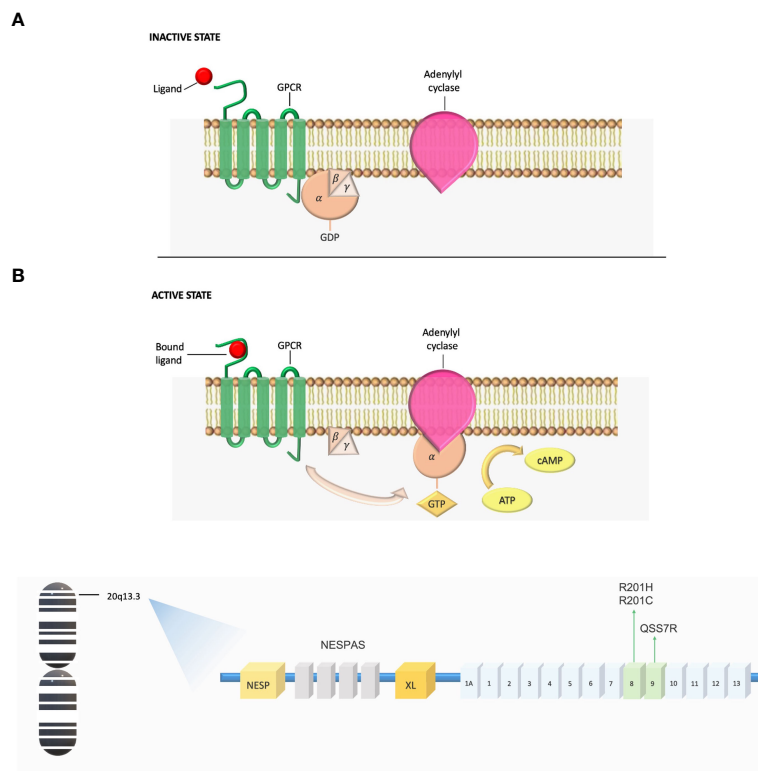 A
INACTIVE STATE
Ligand
GPCR
Adenylyl
cyclase
β
γ
α
GDP
B
ACTIVE STATE
Bound
ligand
GPCR
Adenylyl
cyclase
β
γ
α
GTP
ATP
cAMP
20q13.3
R201H
R201C
QSS7R
NESPAS
NESP
XL
1A 1 2 3 4 5 6 7 8 9 10 11 12 13